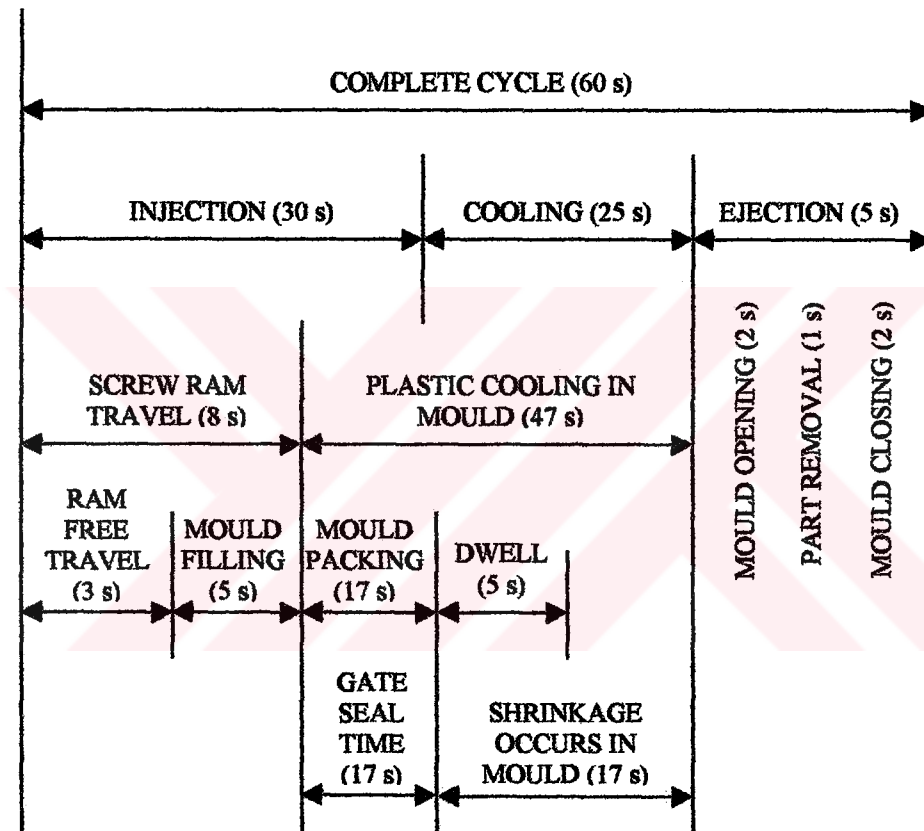 COMPLETE CYCLE (60 s)
INJECTION (30 s)
COOLING (25 s)
EJECTION (5 s)
SCREW RAM
TRAVEL (8 s)
PLASTIC COOLING IN
MOULD (47 s)
MOULD OPENING (2 s)
PART REMOVAL (1 s)
MOULD CLOSING (2 s)
RAM
FREE
TRAVEL
(3 s)
MOULD
FILLING
(5 s)
MOULD
PACKING
(17 s)
DWELL
(5 s)
GATE
SEAL
TIME
(17 s)
SHRINKAGE
OCCURS IN
MOULD (17 s)